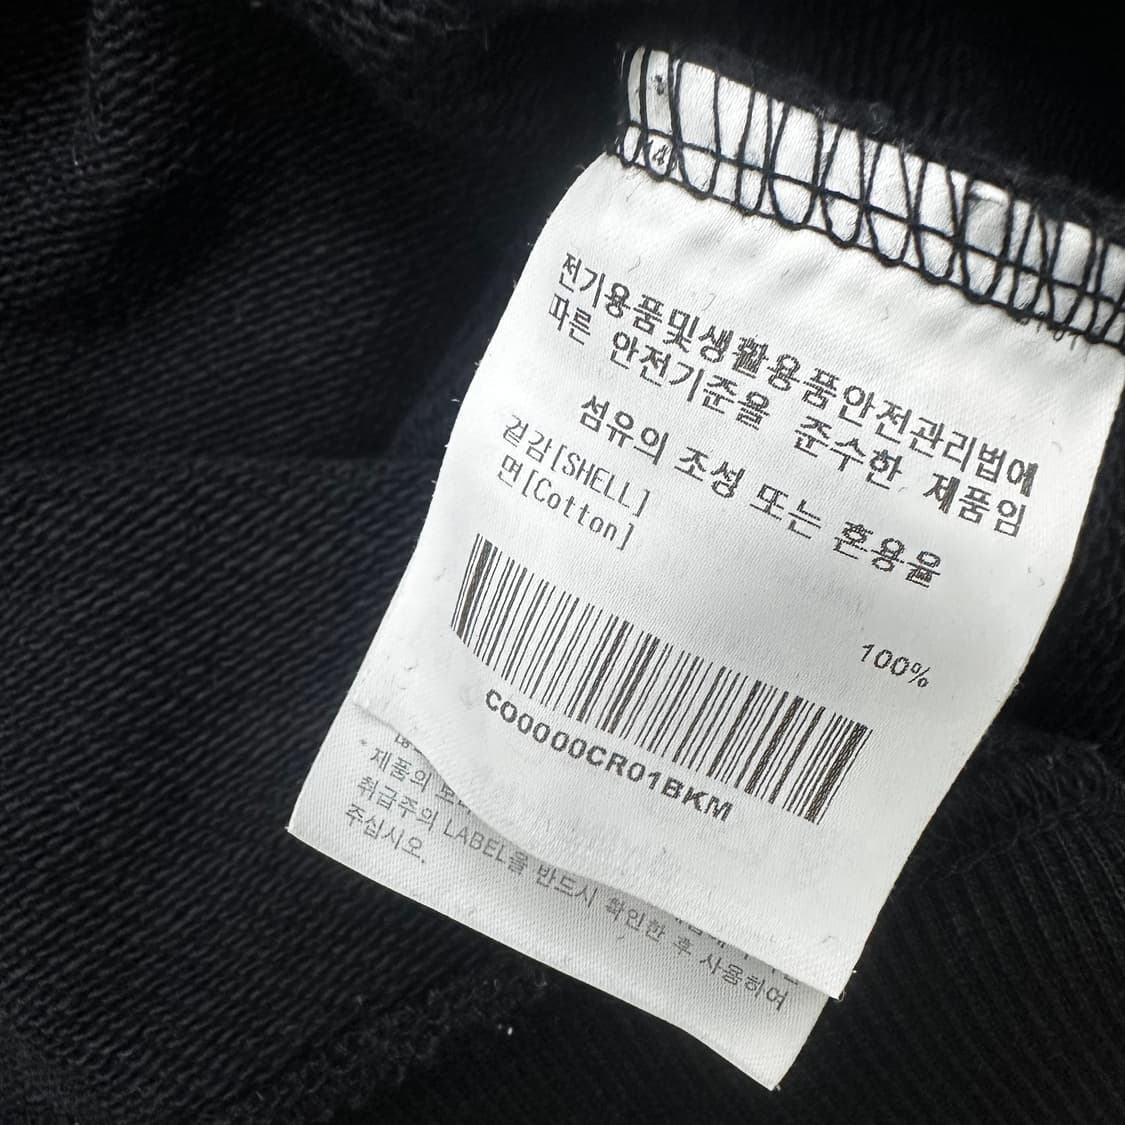 전기용품및생활용품안전관리법에
따른 안전기준을 준수한 제품임
섬유의 조성 또는 혼용율
겉감[SHELL]
면[Cotton]
100%
CO0000CR01BKM
* 제품의
취급주의 LABEL을 반드시 확인한 후 사용하여
주십시오.